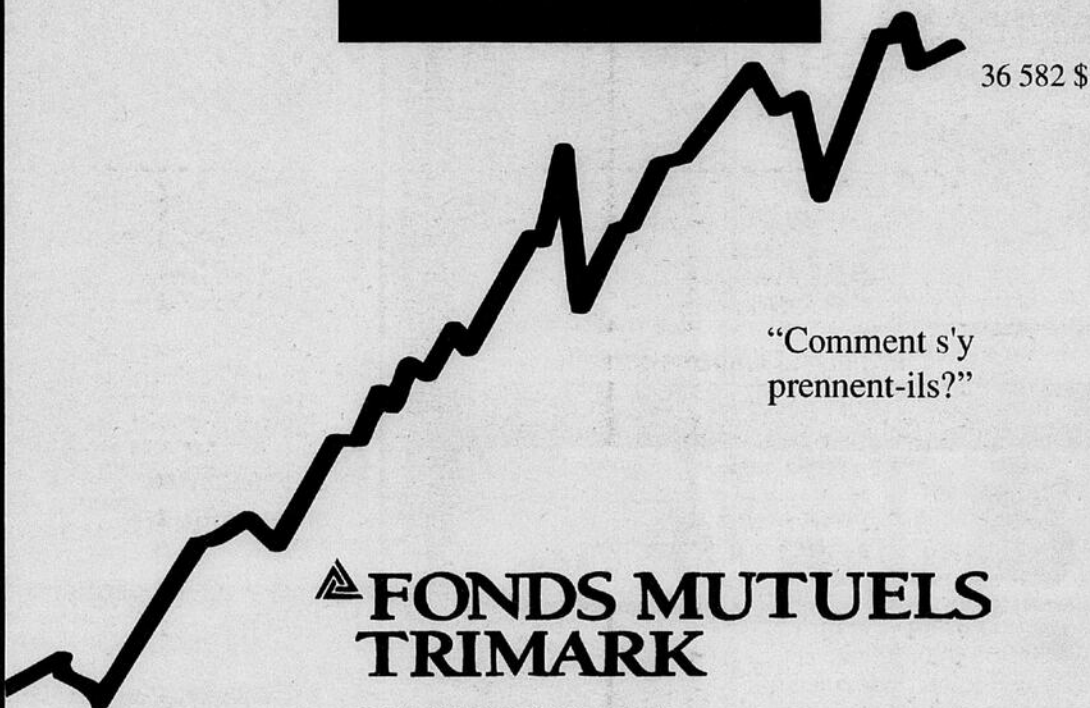 36 582 $
“Comment s'y
prennent-ils?”
FONDS MUTUELS
TRIMARK